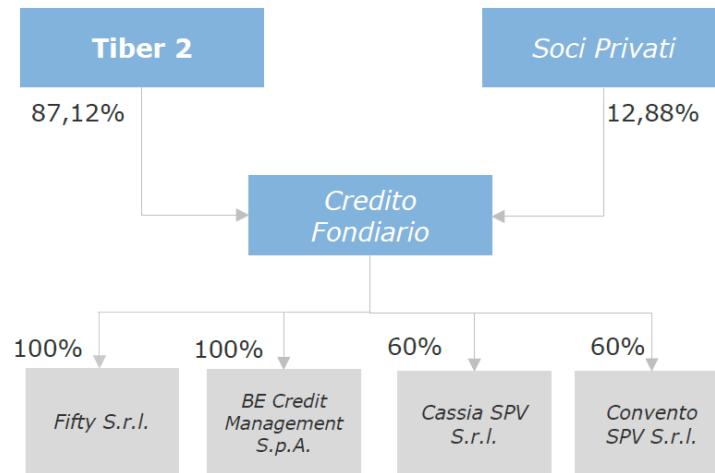 Tiber 2
Soci Privati
87,12%
12,88%
Credito
Fondiario
100%
100%
60%
60%
Fifty S.r.l.
BE Credit
Management
S.p.A.
Cassia SPV
S.r.l.
Convento
SPV S.r.l.